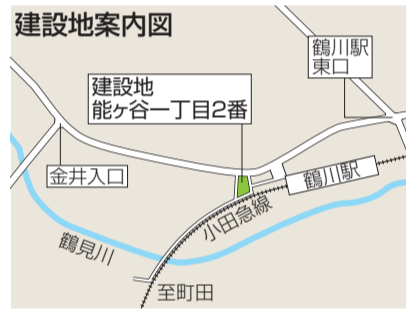 建設地案内図
鶴川駅
東口
建設地
能ヶ谷一丁目2番
金井入口
鶴川駅
小田急線
鶴見川
至町田